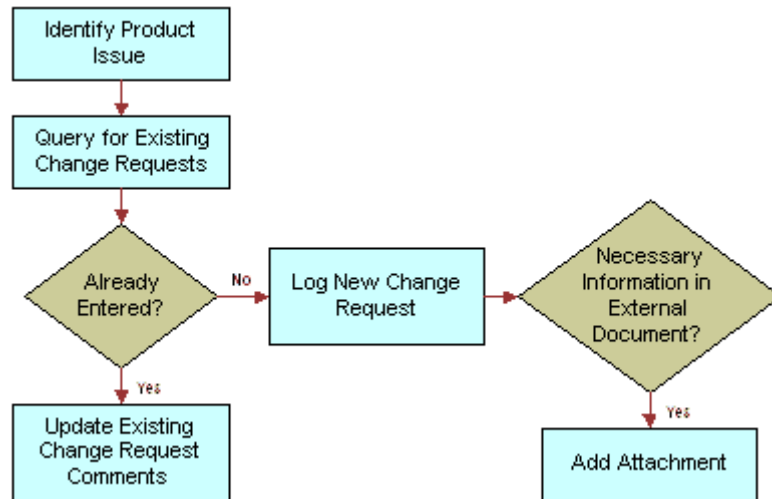 Identify Product
Issue
Query for Existing
Change Requests
Already
Entered?
No
Log New Change
Request
Necessary
Information in
External
Document?
Yes
Update Existing
Change Request
Comments
Yes
Add Attachment